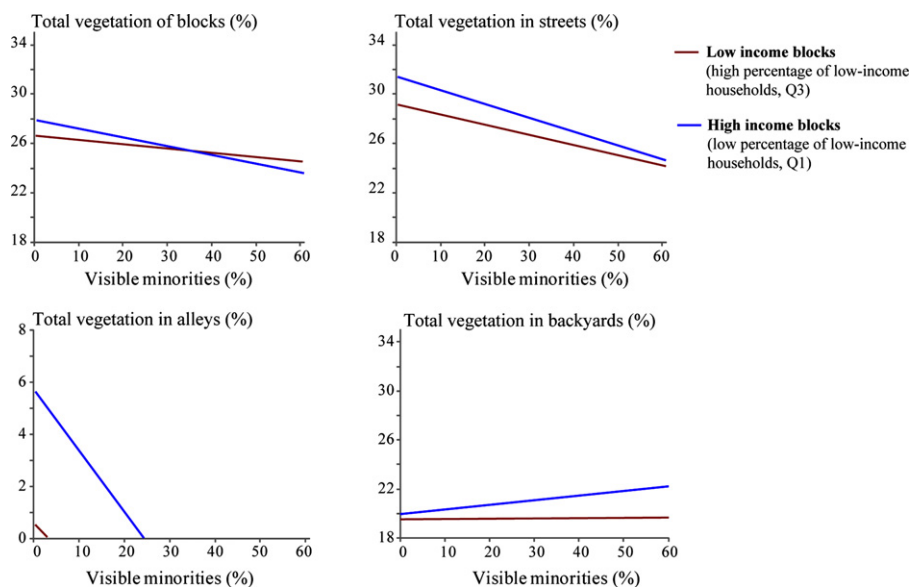 Total vegetation of blocks (%)
34
30
26
22
18
0 10 20 30 40 50 60
Visible minorities (%)
Total vegetation in streets (%)
34
30
26
22
18
0 10 20 30 40 50 60
Visible minorities (%)
Low income blocks
(high percentage of low-income
households, Q3)
High income blocks
(low percentage of low-income
households, Q1)
Total vegetation in alleys (%)
8
6
4
2
0
0 10 20 30 40 50 60
Visible minorities (%)
Total vegetation in backyards (%)
34
30
26
22
18
0 10 20 30 40 50 60
Visible minorities (%)